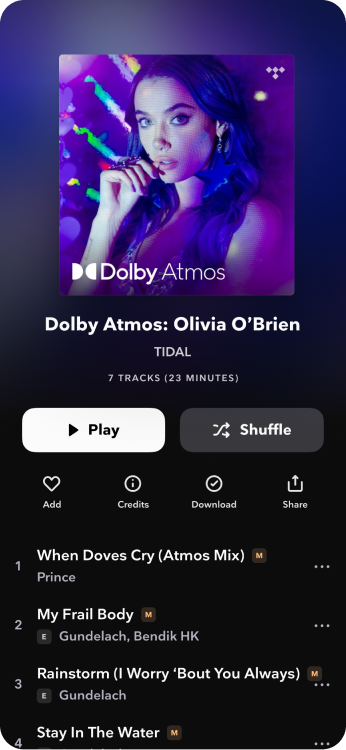 Dolby Atmos
Dolby Atmos: Olivia O’Brien
TIDAL
7 TRACKS (23 MINUTES)
Play
Shuffle
Add
Credits
Download
Share
1
When Doves Cry (Atmos Mix) M
Prince
2
My Frail Body M
E Gundelach, Bendik HK
3
Rainstorm (I Worry ‘Bout You Always) M
E Gundelach
4
Stay In The Water M